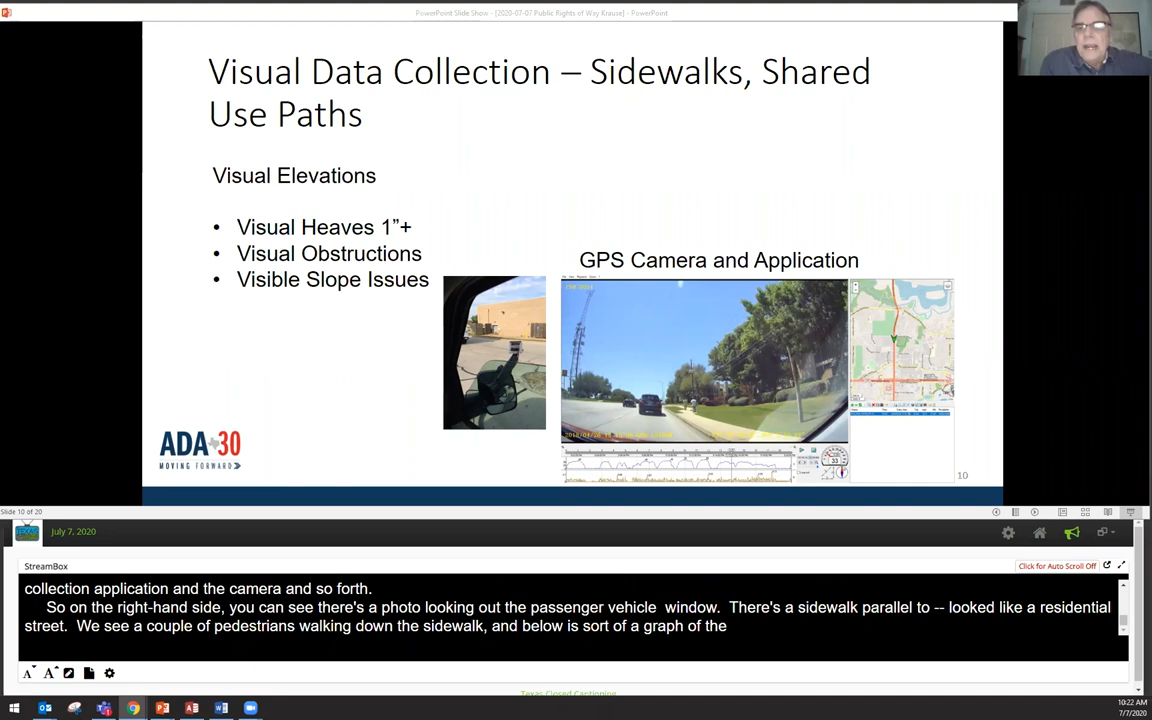 PowerPoint Slide Show - [2020-07-07 Public Rights of Way Krause] - PowerPoint
Visual Data Collection – Sidewalks, Shared
Use Paths
Visual Elevations
• Visual Heaves 1”+
• Visual Obstructions
• Visible Slope Issues
GPS Camera and Application
33
ADA 30
MOVING FORWARD
10
Slide 10 of 20
July 7, 2020
StreamBox
Click for Auto Scroll Off
collection application and the camera and so forth.
So on the right-hand side, you can see there's a photo looking out the passenger vehicle window. There's a sidewalk parallel to -- looked like a residential
street. We see a couple of pedestrians walking down the sidewalk, and below is sort of a graph of the
A A
Texas Closed Captioning
10:22 AM
7/7/2020